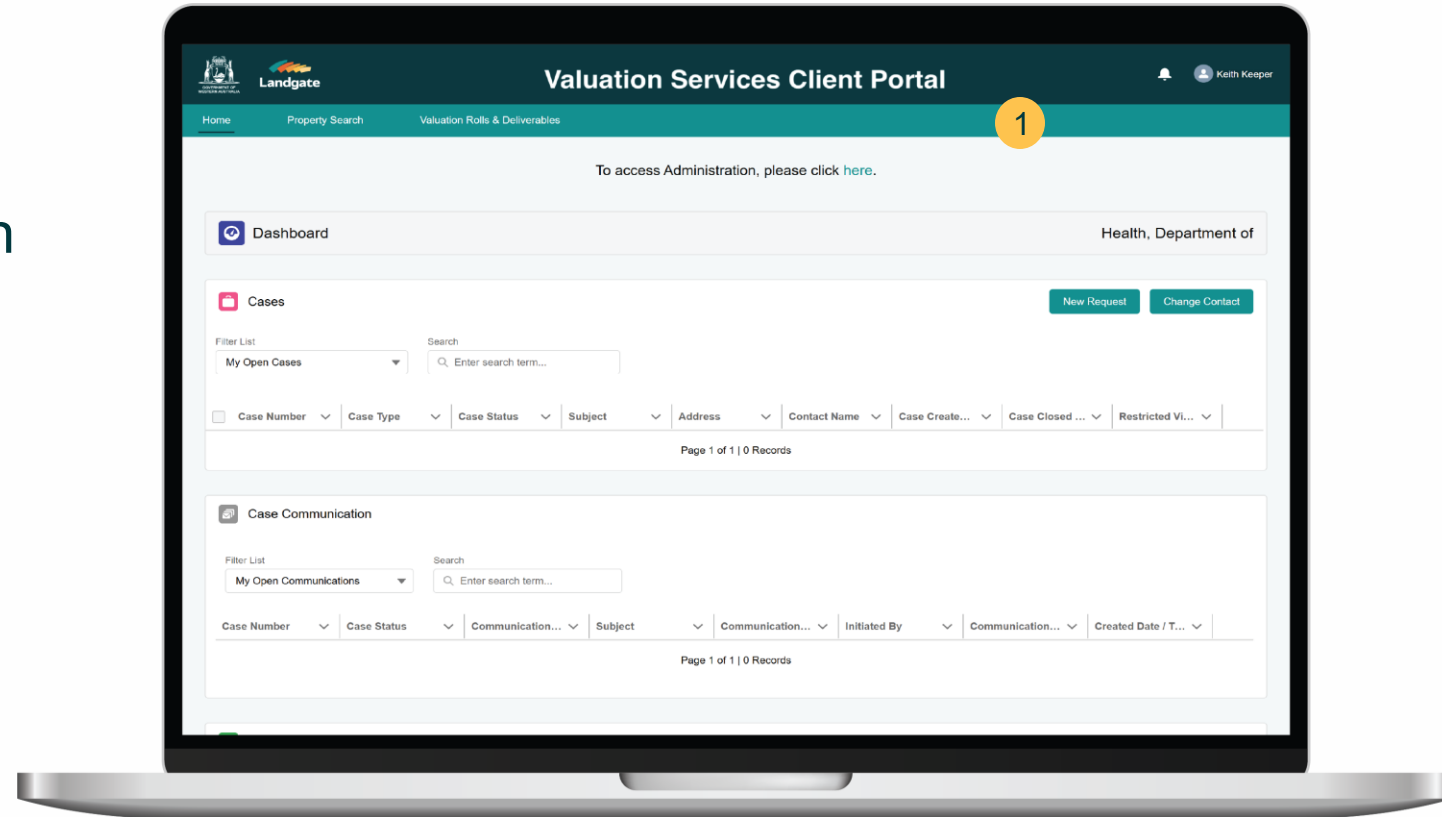 GOVERNMENT OF
WESTERN AUSTRALIA
Landgate
Valuation Services Client Portal
Keith Keeper
Home Property Search Valuation Rolls & Deliverables
1
To access Administration, please click here.
n
Dashboard Health, Department of
Cases New Request Change Contact
Filter List Search
My Open Cases Enter search term...
Case Number Case Type Case Status Subject Address Contact Name Case Create... Case Closed ... Restricted Vi...
Page 1 of 1 | 0 Records
Case Communication
Filter List Search
My Open Communications Enter search term...
Case Number Case Status Communication... Subject Communication... Initiated By Communication... Created Date / T...
Page 1 of 1 | 0 Records